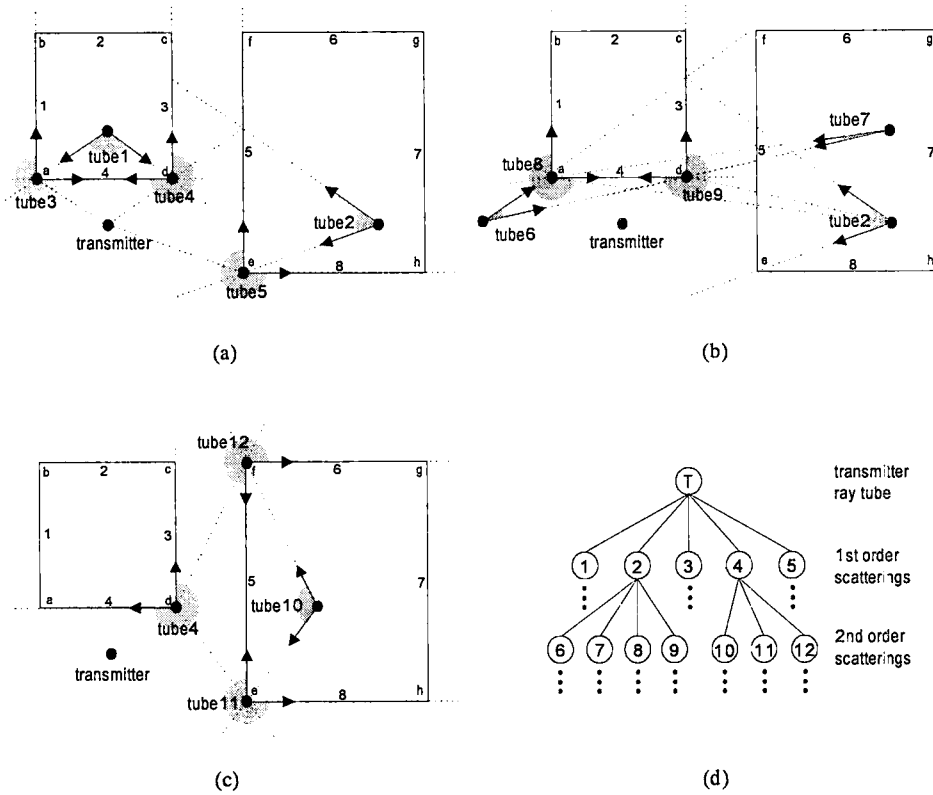 b 2 c f 6 g
1 3 5 7
tube1
a 4 d
tube3 tube4
tube2
transmitter
e 8 h
tube5
(a)
b 2 c f 6 g
1 3 5 7
tube7
tube8
a 4 d
tube9
tube2
tube6
transmitter
e 8 h
(b)
tube12
b 2 c f 6 g
1 3 5 7
tube10
a 4 d
tube4
transmitter
tube11
e 8 h
(c)
T
transmitter
ray tube
1 2 3 4 5
1st order
scatterings
6 7 8 9 10 11 12
2nd order
scatterings
(d)